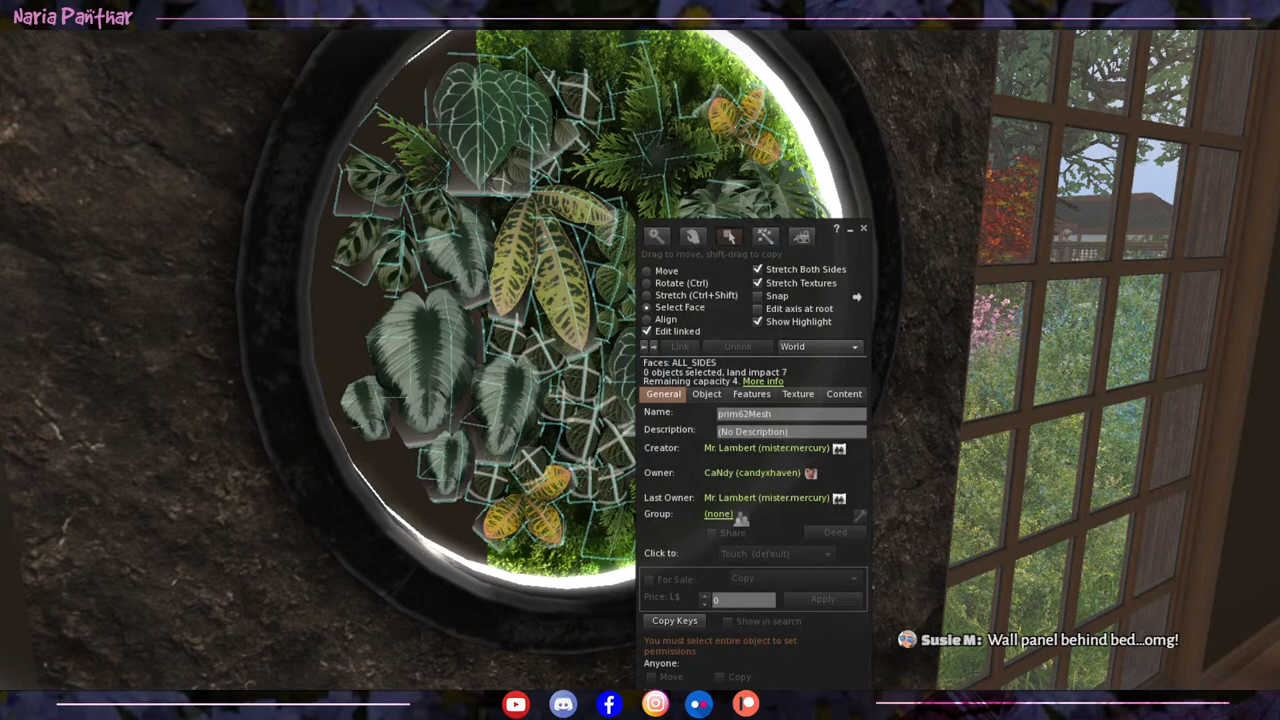 Naria Panthar
Drag to move, shift-drag to copy
Move
Rotate (Ctrl)
Stretch (Ctrl+Shift)
Select Face
Align
Edit linked
Stretch Both Sides
Stretch Textures
Snap
Edit axis at root
Show Highlight
Link
Unlink
World
Faces: ALL_SIDES
0 objects selected, land impact 7
Remaining capacity 4. More info
General Object Features Texture Content
Name: prim62Mesh
Description: (No Description)
Creator: Mr. Lambert (mister.mercury)
Owner: CaNdy (candyxhaven)
Last Owner: Mr. Lambert (mister.mercury)
Group: (none)
Share Deed
Click to: Touch (default)
For Sale: Copy
Price: L$ 0 Apply
Copy Keys Show in search
You must select entire object to set
permissions
Anyone:
Move Copy
Susie M: Wall panel behind bed...omg!